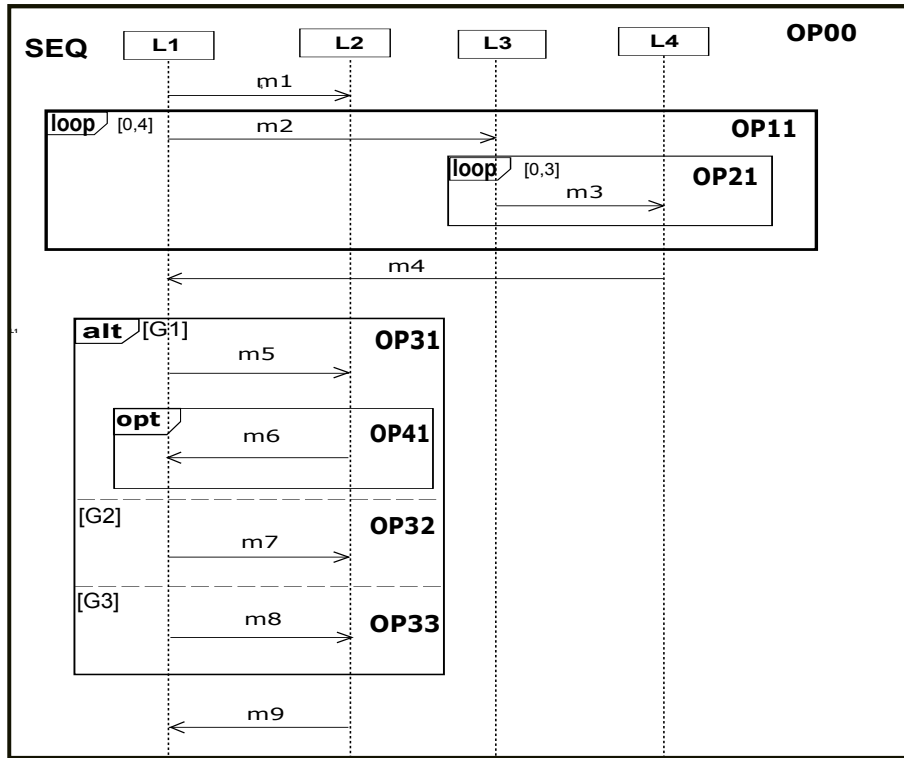 SEQ L1 L2 L3 L4 OP00
m1
loop [0,4] m2 OP11
loop [0,3] OP21
m3
m4
L1
alt [G1] OP31
m5
opt OP41
m6
[G2] OP32
m7
[G3]
m8 OP33
m9